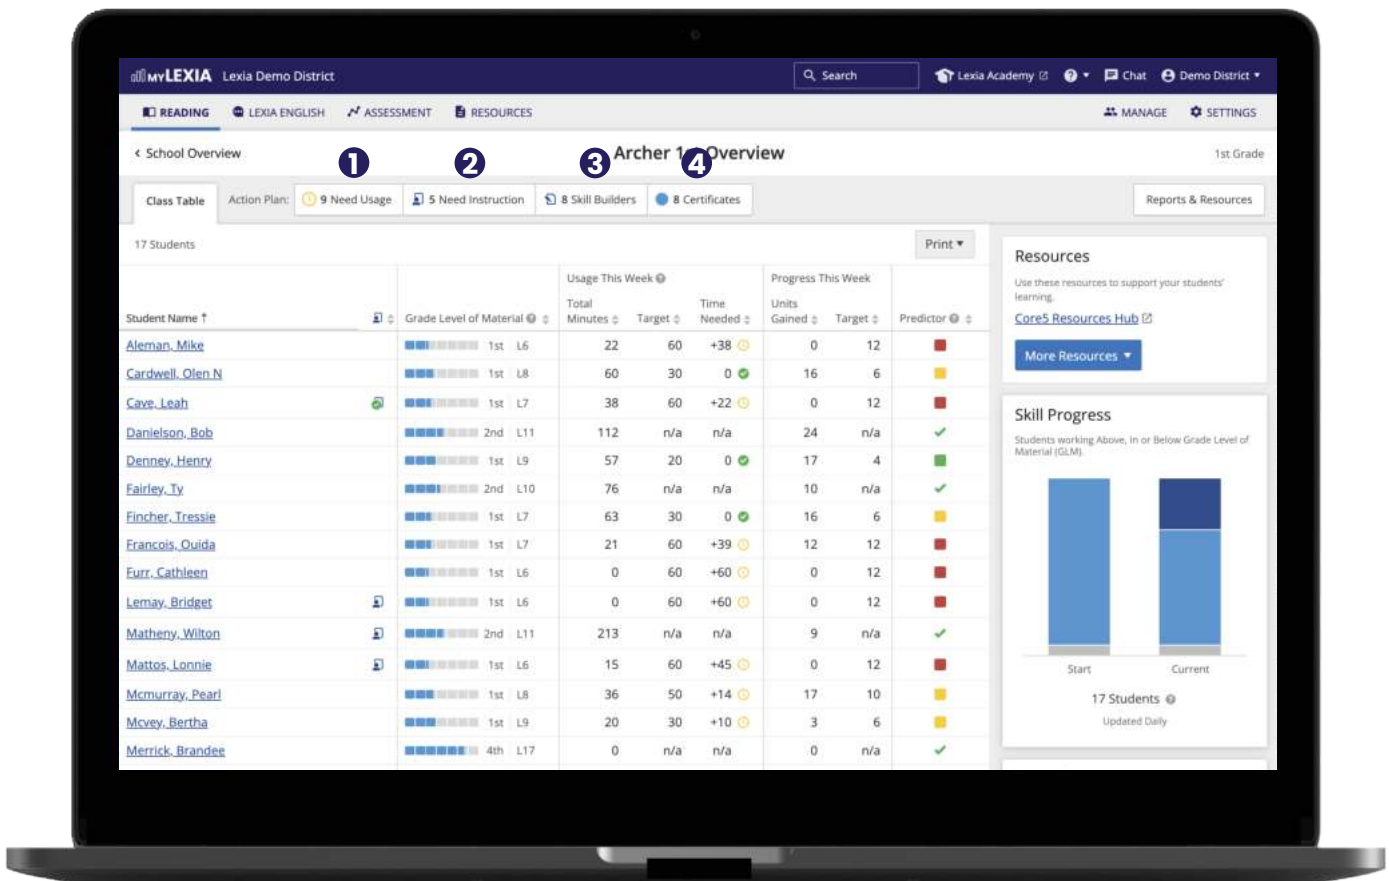 MYLEXIA Lexia Demo District Search Lexia Academy ? Chat Demo District
READING LEXIA ENGLISH ASSESSMENT RESOURCES MANAGE SETTINGS
< School Overview Archer 1st Overview 1st Grade
1 2 3 4
Class Table Action Plan: 9 Need Usage 5 Need Instruction 8 Skill Builders 8 Certificates Reports & Resources
17 Students Print
Usage This Week Progress This Week
Student Name ↑ Grade Level of Material Total Minutes Target Time Needed Units Gained Target Predictor
Aleman, Mike 1st L6 22 60 +38 0 12
Cardwell, Olen N 1st L8 60 30 0 16 6
Cave, Leah 1st L7 38 60 +22 0 12
Danielson, Bob 2nd L11 112 n/a n/a 24 n/a
Denney, Henry 1st L9 57 20 0 17 4
Fairley, Ty 2nd L10 76 n/a n/a 10 n/a
Fincher, Tressie 1st L7 63 30 0 16 6
Francois, Ouida 1st L7 21 60 +39 12 12
Furr, Cathleen 1st L6 0 60 +60 0 12
Lemay, Bridget 1st L6 0 60 +60 0 12
Matheny, Wilton 2nd L11 213 n/a n/a 9 n/a
Mattos, Lonnie 1st L6 15 60 +45 0 12
Mcmurray, Pearl 1st L8 36 50 +14 17 10
Mcvey, Bertha 1st L9 20 30 +10 3 6
Merrick, Brandee 4th L17 0 n/a n/a 0 n/a
Resources
Use these resources to support your students'
learning.
Core5 Resources Hub
More Resources
Skill Progress
Students working Above, In or Below Grade Level of
Material (GLM).
Start Current
17 Students
Updated Daily